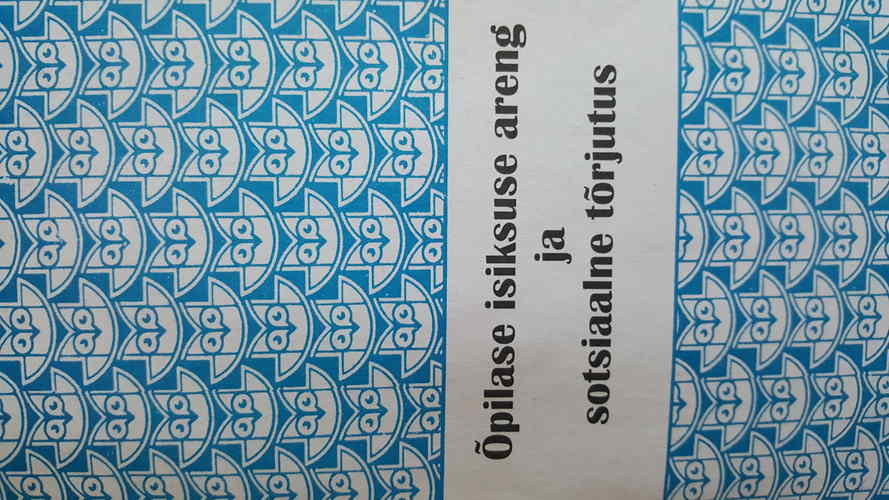 Õpilase isiksuse areng
ja
sotsiaalne tõrjutus